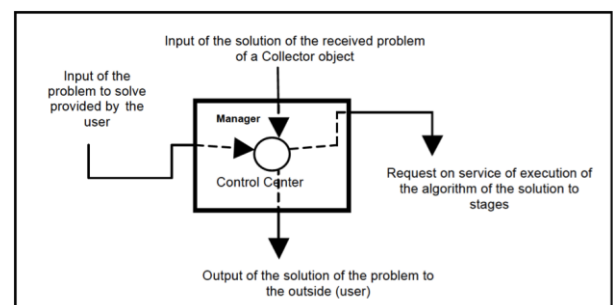 Input of the solution of the received problem
of a Collector object
Input of the
problem to solve
provided by the
user
Manager
Control Center
Request on service of execution of
the algorithm of the solution to
stages
Output of the solution of the problem to
the outside (user)